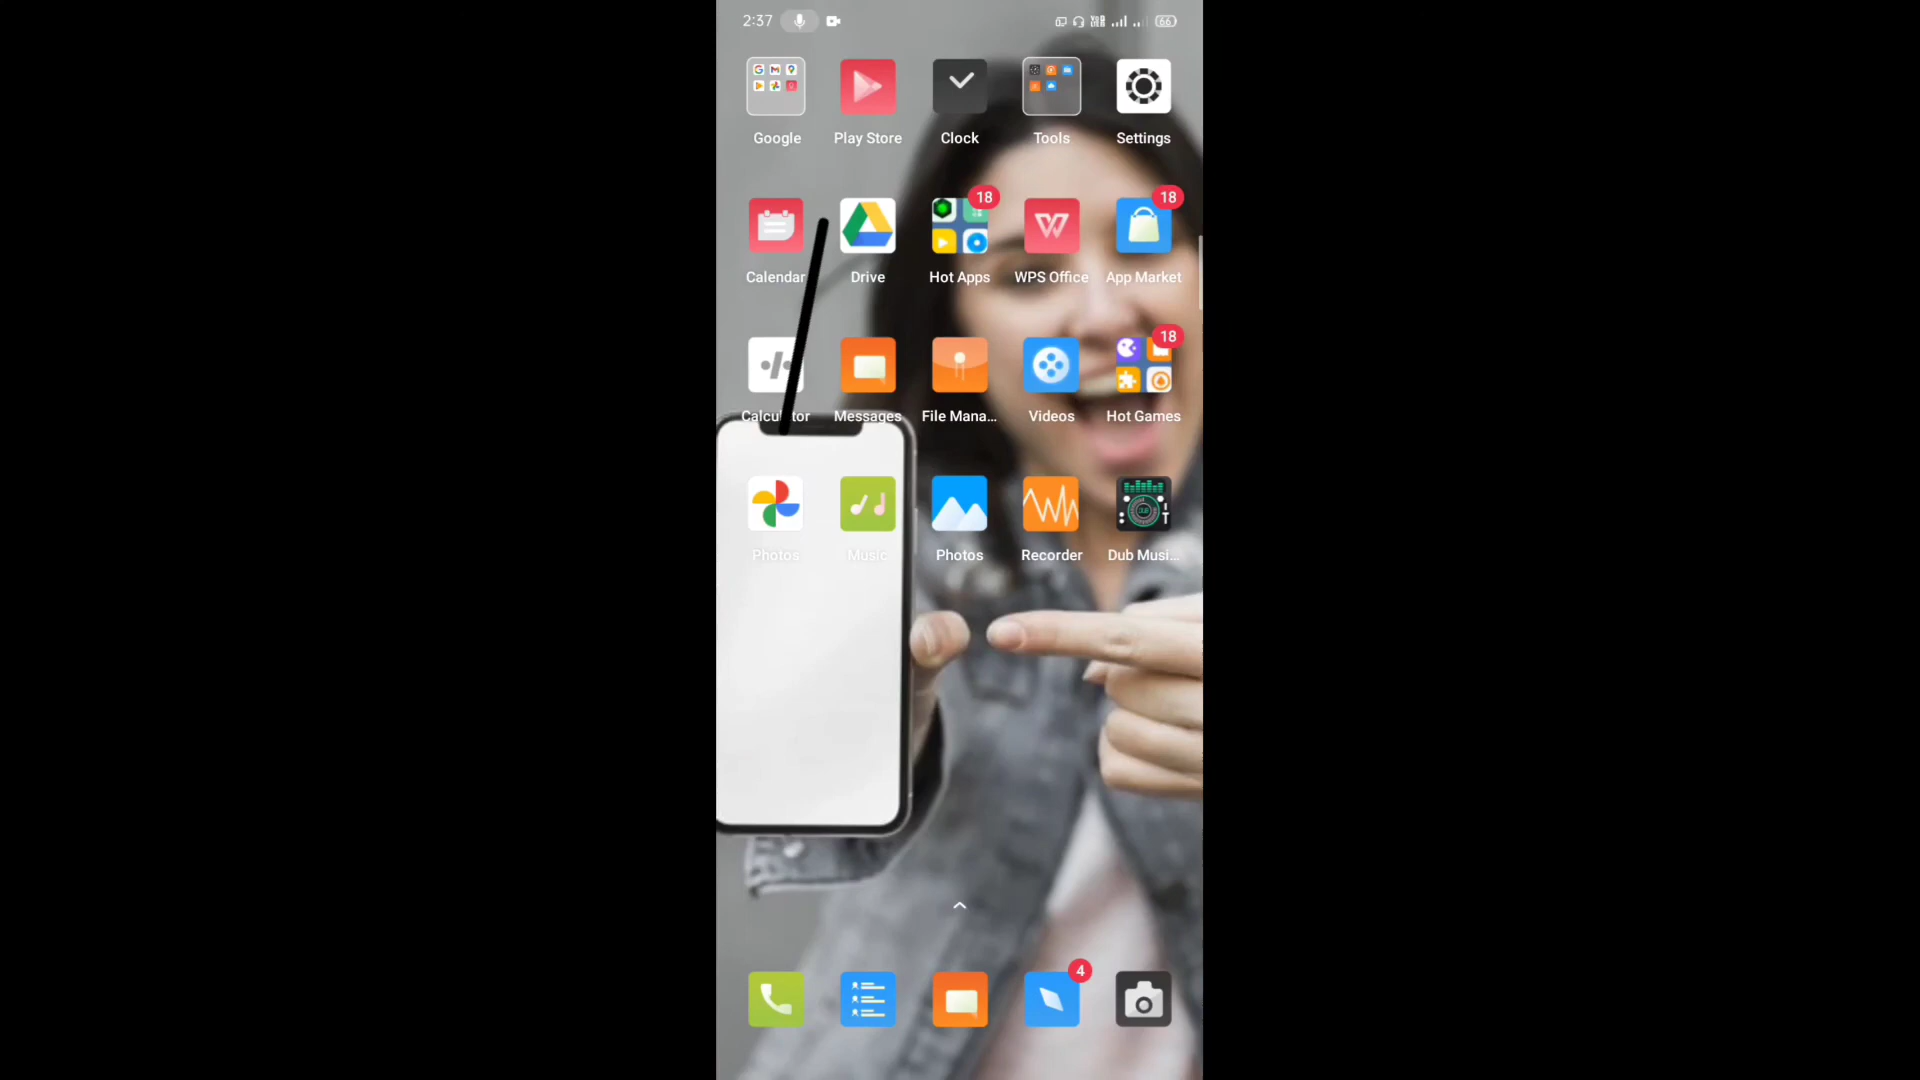 2:37 66
Google Play Store Clock Tools Settings
18 18
Calendar Drive Hot Apps WPS Office App Market
18
Messages File Mana... Videos Hot Games
Photos Music Photos Recorder Dub Musi...
4